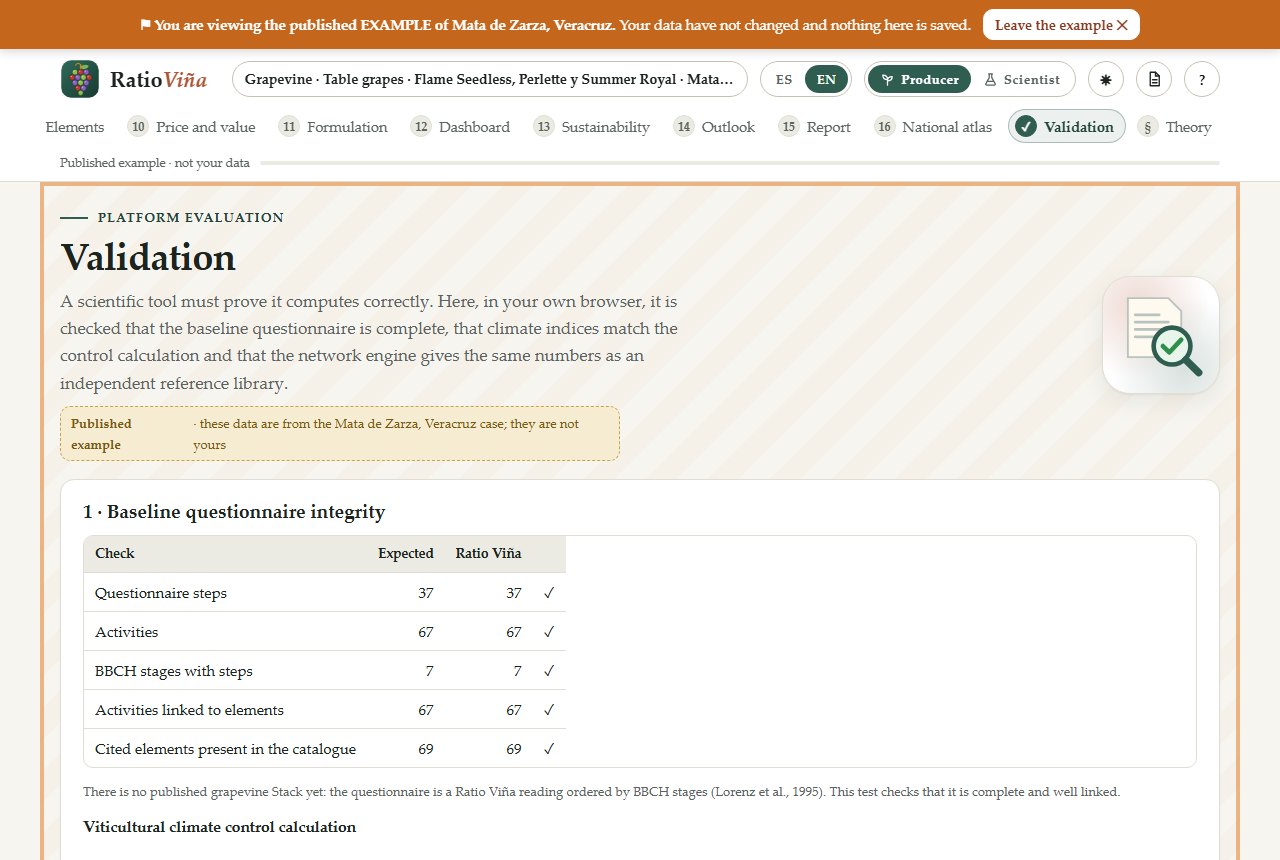 ⚑ You are viewing the published EXAMPLE of Mata de Zarza, Veracruz. Your data have not changed and nothing here is saved. Leave the example ✕
RatioViña
Grapevine · Table grapes · Flame Seedless, Perlette y Summer Royal · Mata…
ES EN
Producer Scientist
?
Elements 10 Price and value 11 Formulation 12 Dashboard 13 Sustainability 14 Outlook 15 Report 16 National atlas ✓ Validation § Theory
Published example · not your data
PLATFORM EVALUATION
Validation
A scientific tool must prove it computes correctly. Here, in your own browser, it is
checked that the baseline questionnaire is complete, that climate indices match the
control calculation and that the network engine gives the same numbers as an
independent reference library.
Published example · these data are from the Mata de Zarza, Veracruz case; they are not yours
1 · Baseline questionnaire integrity
Check Expected Ratio Viña
Questionnaire steps 37 37 ✓
Activities 67 67 ✓
BBCH stages with steps 7 7 ✓
Activities linked to elements 67 67 ✓
Cited elements present in the catalogue 69 69 ✓
There is no published grapevine Stack yet: the questionnaire is a Ratio Viña reading ordered by BBCH stages (Lorenz et al., 1995). This test checks that it is complete and well linked.
Viticultural climate control calculation